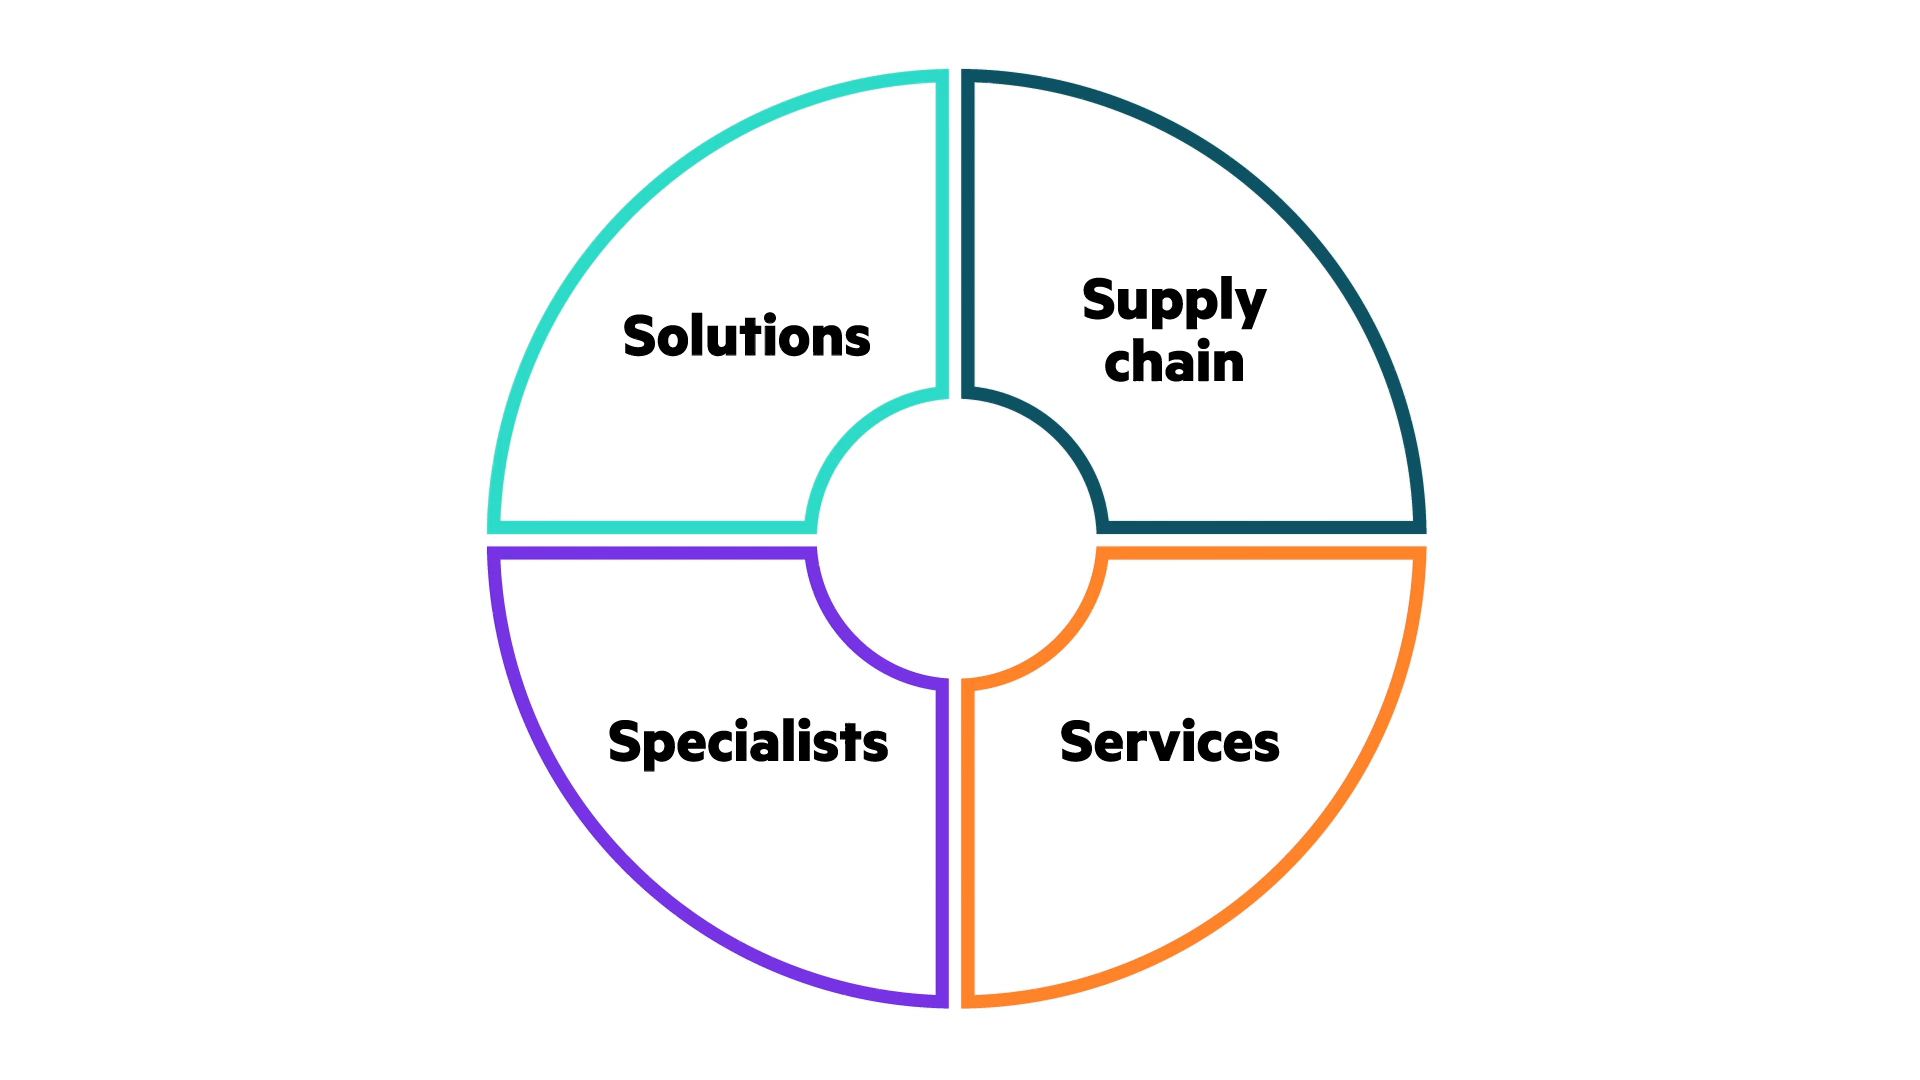 Solutions
Supply
chain
Specialists
Services